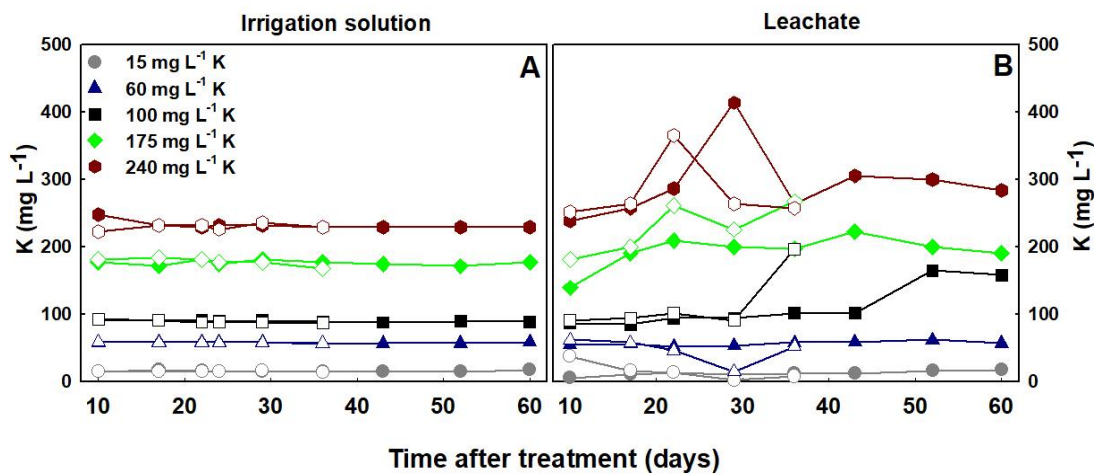 Irrigation solution
Leachate
A
B
K (mg L⁻¹)
500
400
300
200
100
0
15 mg L⁻¹ K
60 mg L⁻¹ K
100 mg L⁻¹ K
175 mg L⁻¹ K
240 mg L⁻¹ K
500
400
300
200
100
0
K (mg L⁻¹)
10 20 30 40 50 60
10 20 30 40 50 60
Time after treatment (days)